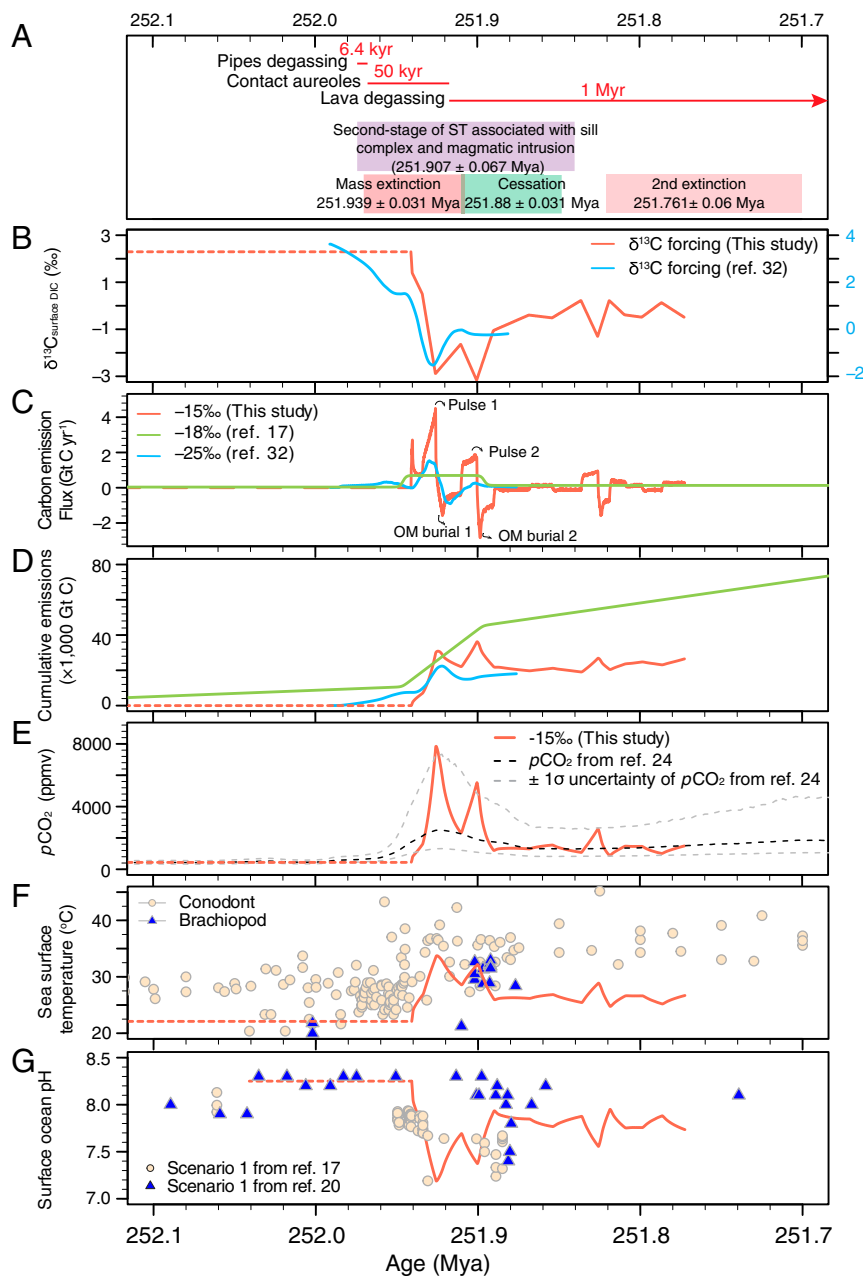 252.1 252.0 251.9 251.8 251.7
A
6.4 kyr
Pipes degassing
50 kyr
Contact aureoles
1 Myr
Lava degassing
Second-stage of ST associated with sill
complex and magmatic intrusion
(251.907 ± 0.067 Mya)
Mass extinction Cessation 2nd extinction
251.939 ± 0.031 Mya 251.88 ± 0.031 Mya 251.761± 0.06 Mya
B
3 1 −1 −3
δ13Csurface DIC (‰)
δ13C forcing (This study)
δ13C forcing (ref. 32)
4 2 0 −2
C
4 2 0 −2
Carbon emission
Flux (Gt C yr−1)
−15‰ (This study)
−18‰ (ref. 17)
−25‰ (ref. 32)
Pulse 1
Pulse 2
OM burial 1
OM burial 2
D
80 40 0
Cumulative emissions
(×1,000 Gt C)
E
8000 4000 0
pCO2 (ppmv)
-15‰ (This study)
pCO2 from ref. 24
± 1σ uncertainty of pCO2 from ref. 24
F
40 30 20
Sea surface
temperature (°C)
Conodont
Brachiopod
G
8.5 8.0 7.5 7.0
Surface ocean pH
Scenario 1 from ref. 17
Scenario 1 from ref. 20
252.1 252.0 251.9 251.8 251.7
Age (Mya)